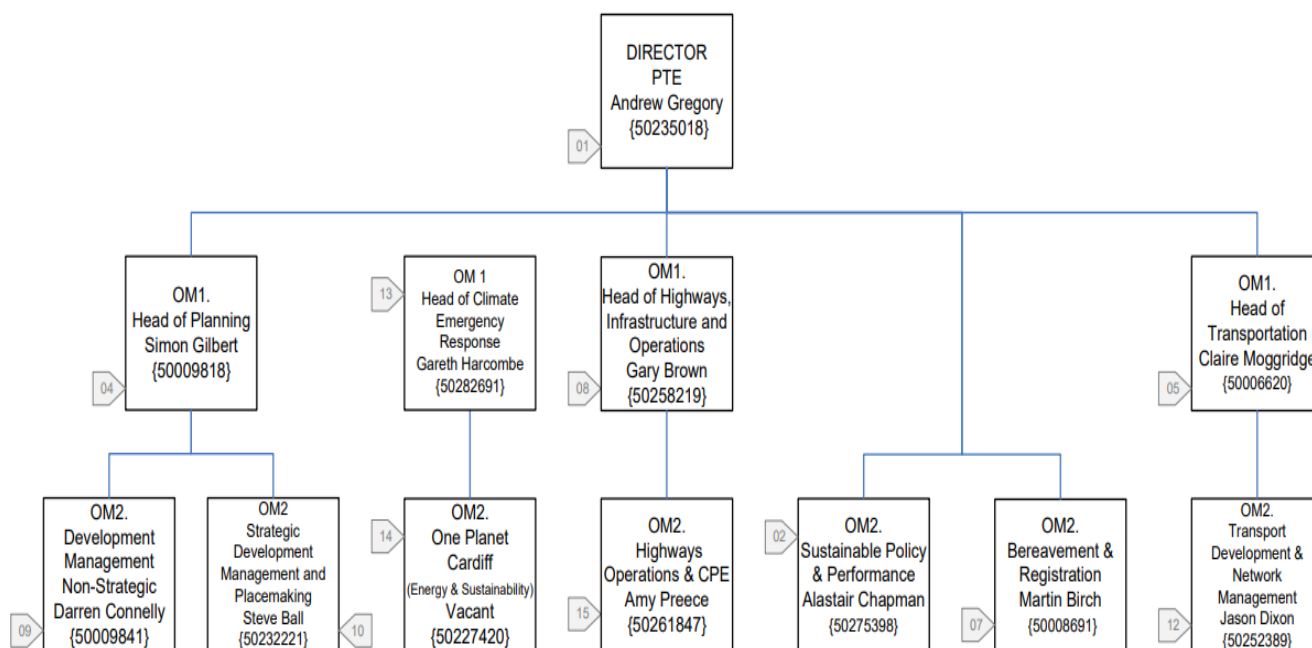 DIRECTOR
PTE
Andrew Gregory
{50235018}
01
OM1.
Head of Planning
Simon Gilbert
{50009818}
04
13
OM 1
Head of Climate
Emergency
Response
Gareth Harcombe
{50282691}
OM1.
Head of Highways,
Infrastructure and
Operations
Gary Brown
{50258219}
08
OM1.
Head of
Transportation
Claire Moggridge
{50006620}
05
OM2.
Development
Management
Non-Strategic
Darren Connelly
{50009841}
09
OM2
Strategic
Development
Management and
Placemaking
Steve Ball
{50232221}
10
14
OM2.
One Planet
Cardiff
(Energy & Sustainability)
Vacant
{50227420}
OM2.
Highways
Operations & CPE
Amy Preece
{50261847}
15
02
OM2.
Sustainable Policy
& Performance
Alastair Chapman
{50275398}
OM2.
Bereavement &
Registration
Martin Birch
{50008691}
07
OM2.
Transport
Development &
Network
Management
Jason Dixon
{50252389}
12